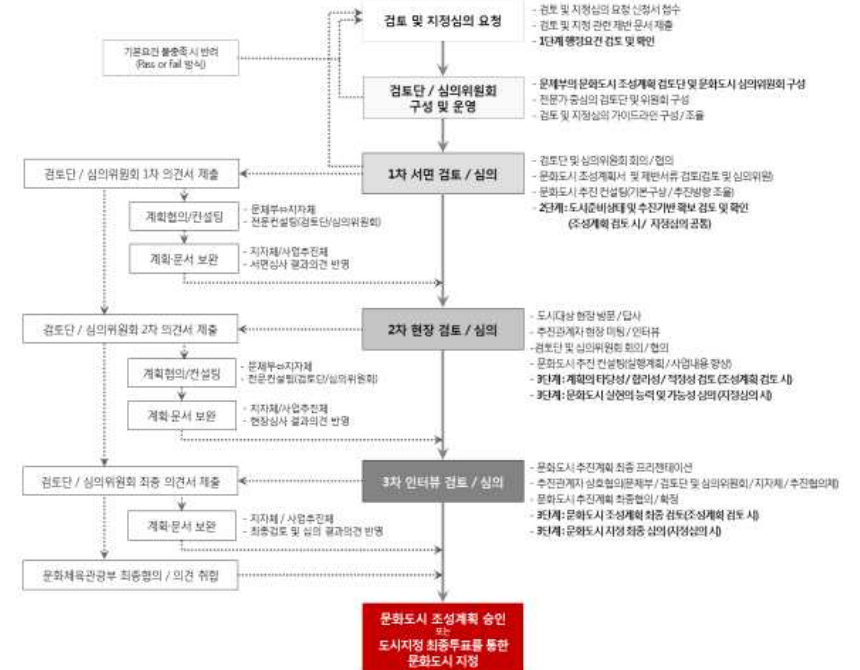 검토 및 지정심의 요청
- 검토 및 지정심의 요청 신청서 접수
- 검토 및 지정 관련 제반 문서 제출
- 1단계 행정요건 검토 및 확인
기본요건 불충족 시 반려
(Pass or fail 방식)
검토단 / 심의위원회
구성 및 운영
- 문체부의 문화도시 조성계획 검토단 및 문화도시 심의위원회 구성
- 전문가 중심의 검토단 및 위원회 구성
- 검토 및 지정심의 가이드라인 구성 / 조율
검토단 / 심의위원회 1차 의견서 제출
1차 서면 검토 / 심의
- 검토단 및 심의위원회 회의 / 협의
- 문화도시 조성계획서 및 제반서류 검토(검토 및 심의위원)
- 문화도시 추진 컨설팅(기본구상 / 추진방향 조율)
- 2단계 : 도시준비상태 및 추진기반 확보 검토 및 확인
(조성계획 검토 시 / 지정심의 공통)
계획협의/컨설팅
- 문체부⇔지자체
- 전문컨설팅(검토단/심의위원회)
계획·문서 보완
- 지자체/사업추진체
- 서면심사 결과의견 반영
검토단 / 심의위원회 2차 의견서 제출
2차 현장 검토 / 심의
- 도시대상 현장 방문 / 답사
- 추진관계자 현장 미팅 / 인터뷰
- 검토단 및 심의위원회 회의 / 협의
- 문화도시 추진 컨설팅(실행계획 / 사업내용 향상)
- 3단계 : 계획의 타당성 / 합리성 / 적정성 검토 (조성계획 검토 시)
- 3단계 : 문화도시 실현의 능력 및 가능성 심의 (지정심의 시)
계획협의/컨설팅
- 문체부⇔지자체
- 전문컨설팅(검토단/심의위원회)
계획·문서 보완
- 지자체/사업추진체
- 현장심사 결과의견 반영
검토단 / 심의위원회 최종 의견서 제출
3차 인터뷰 검토 / 심의
- 문화도시 추진계획 최종 프리젠테이션
- 추진관계자 상호협의(문체부 / 검토단 및 심의위원회 / 지자체 / 추진협의체)
- 문화도시 추진계획 최종협의 / 확정
- 3단계 : 문화도시 조성계획 최종 검토(조성계획 검토 시)
- 3단계 : 문화도시 지정 최종 심의 (지정심의 시)
계획·문서 보완
- 지자체 / 사업추진체
- 최종검토 및 심의 결과의견 반영
문화체육관광부 최종협의 / 의견 취합
문화도시 조성계획 승인
또는
도시지정 최종투표를 통한
문화도시 지정